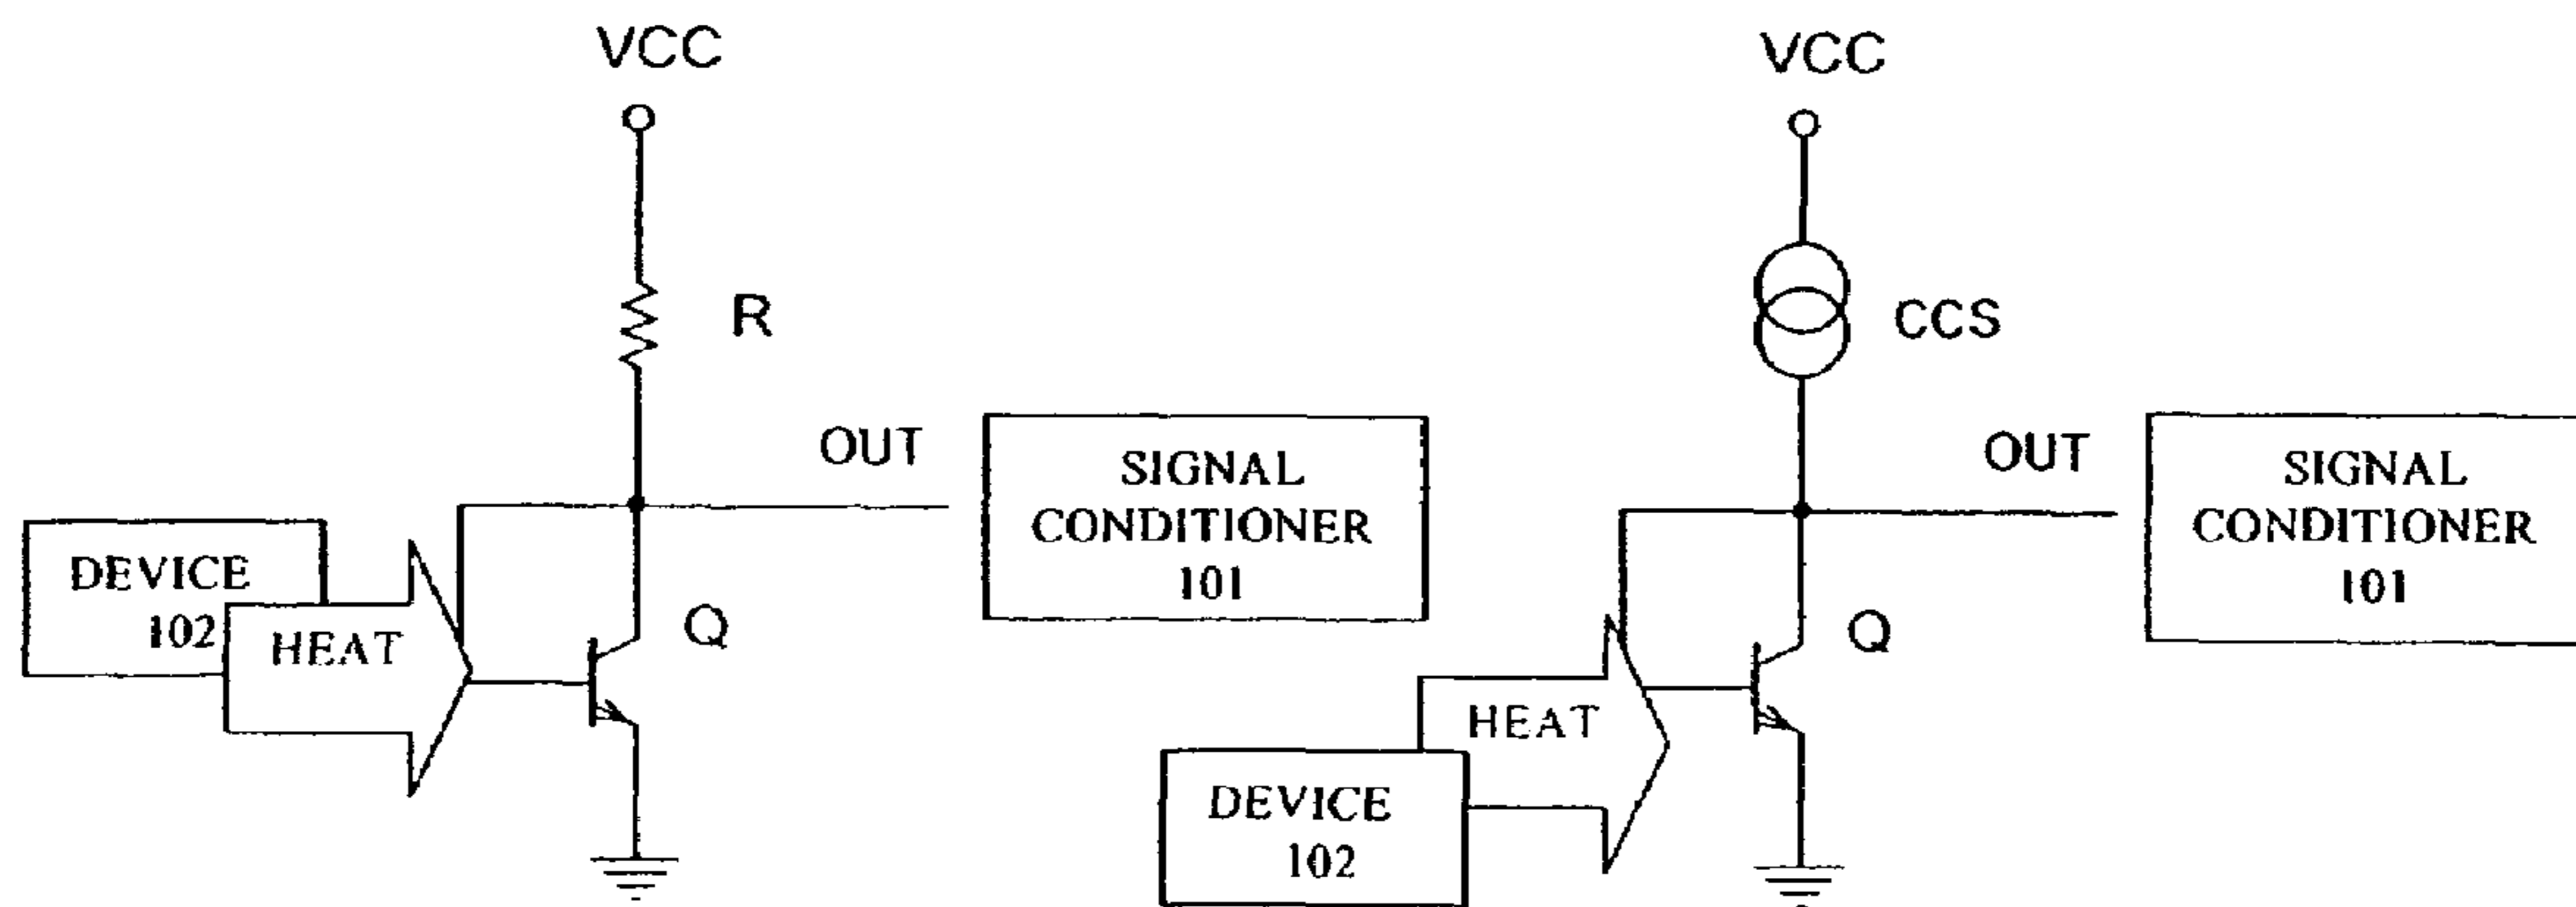 VCC
R
OUT
SIGNAL
CONDITIONER
101
DEVICE
102
HEAT
Q
VCC
CCS
OUT
SIGNAL
CONDITIONER
101
Q
HEAT
DEVICE
102